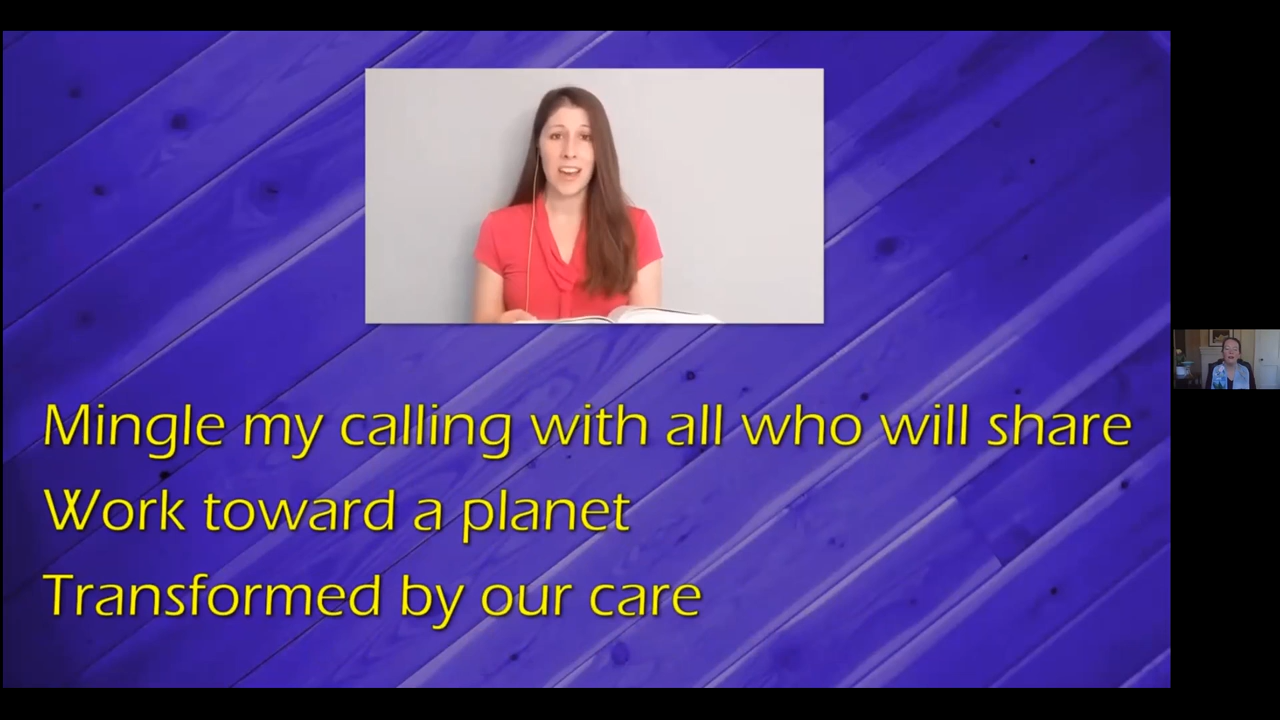 Mingle my calling with all who will share
Work toward a planet
Transformed by our care